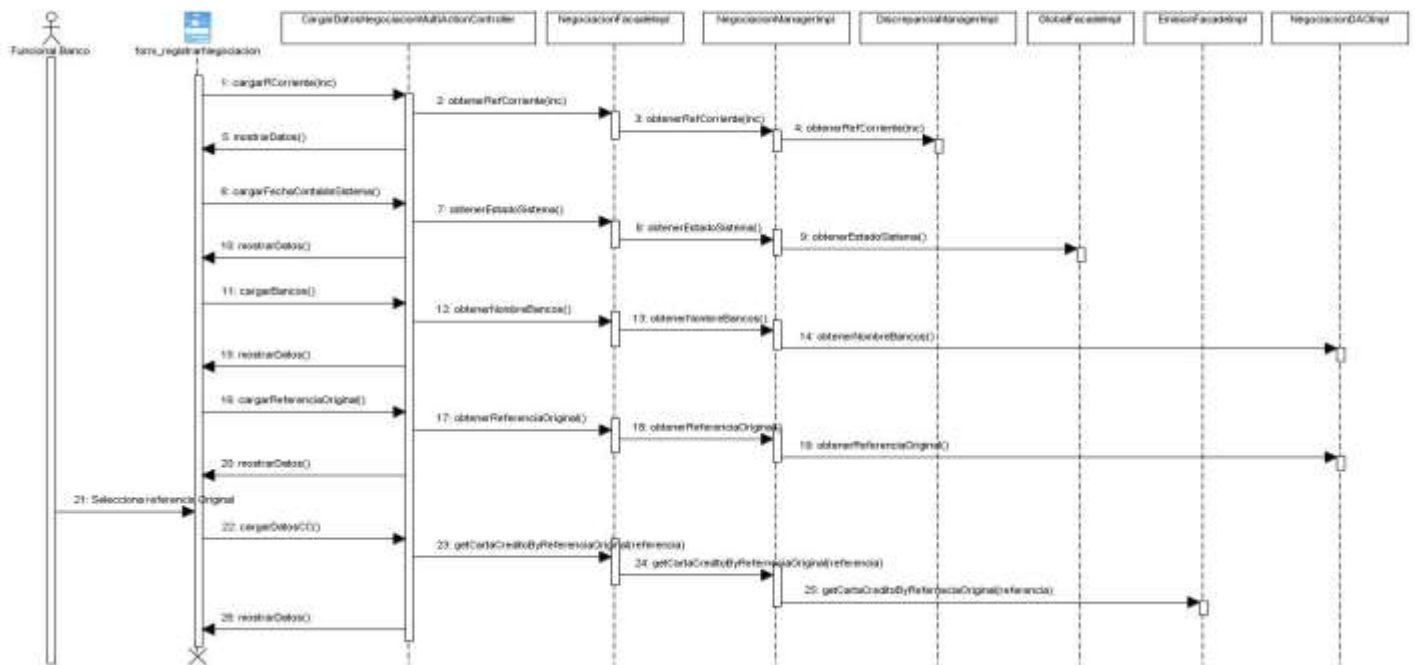 Funcional Banco
form_registrarNegociacion
CargarDatosNegociacionMultiActionController
NegociacionFacadeImpl
NegociacionManagerImpl
DiscrepanciaManagerImpl
GlobalFacadeImpl
EmisionFacadeImpl
NegociacionDAOImpl
1: cargarRCorriente(inc)
2: obtenerRefCorriente(inc)
3: obtenerRefCorriente(inc)
4: obtenerRefCorriente(inc)
5: mostrarDatos()
6: cargarFechaContableSistema()
7: obtenerEstadoSistema()
8: obtenerEstadoSistema()
9: obtenerEstadoSistema()
10: mostrarDatos()
11: cargarBancos()
12: obtenerNombreBancos()
13: obtenerNombreBancos()
14: obtenerNombreBancos()
15: mostrarDatos()
16: cargarReferenciaOriginal()
17: obtenerReferenciaOriginal()
18: obtenerReferenciaOriginal()
19: obtenerReferenciaOriginal()
20: mostrarDatos()
21: Selecciona referencia Original
22: cargarDatosCC()
23: getCartaCreditoByReferenciaOriginal(referencia)
24: getCartaCreditoByReferneciaOriginal(referencia)
25: getCartaCreditoByReferneciaOriginal(referencia)
26: mostrarDatos()